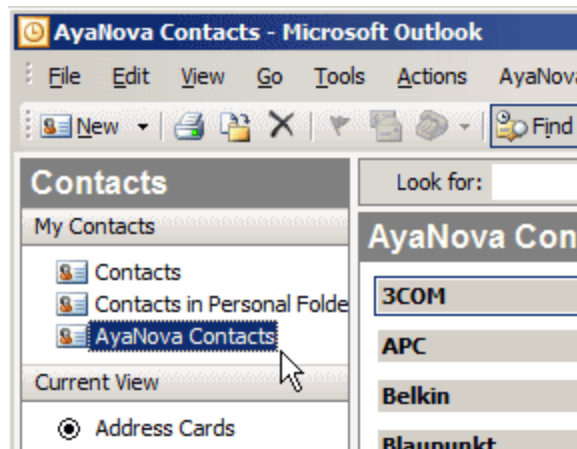 AyaNova Contacts - Microsoft Outlook
File Edit View Go Tools Actions AyaNova
New Find
Contacts
Look for:
My Contacts
AyaNova Con
Contacts
Contacts in Personal Folde
3COM
AyaNova Contacts
APC
Current View
Belkin
Address Cards
Blaupunkt